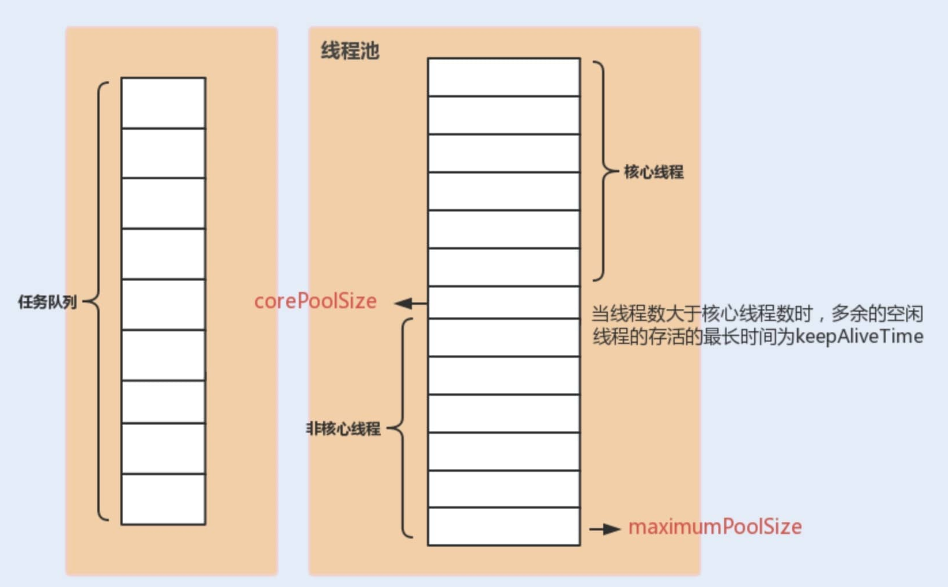 线程池
核心线程
任务队列
corePoolSize
当线程数大于核心线程数时，多余的空闲
线程的存活的最长时间为keepAliveTime
非核心线程
maximumPoolSize